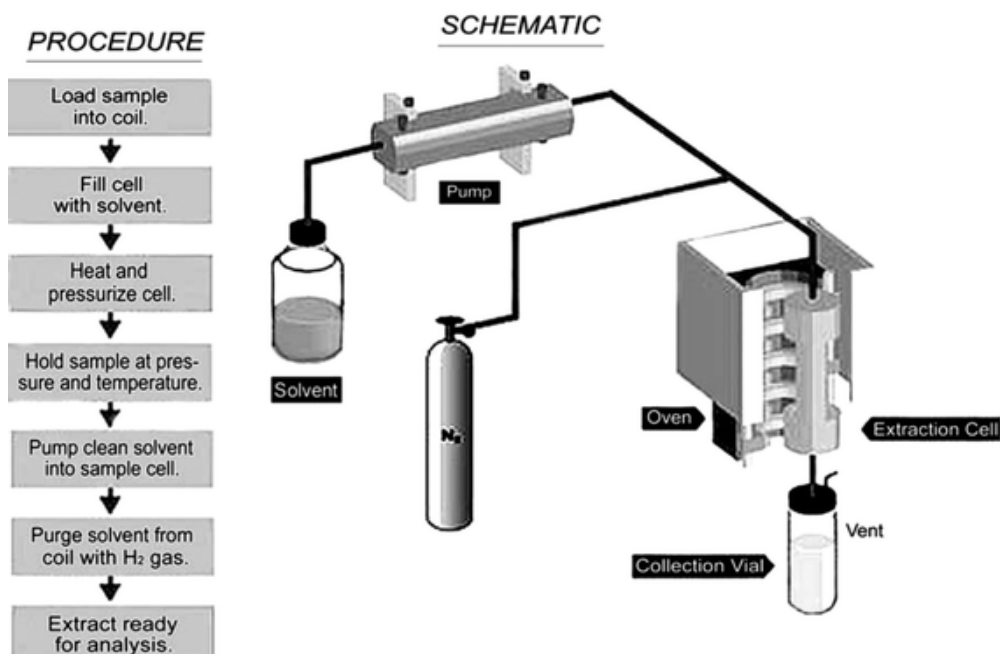 PROCEDURE
Load sample
into coil.
Fill cell
with solvent.
Heat and
pressurize cell.
Hold sample at pres-
sure and temperature.
Pump clean solvent
into sample cell.
Purge solvent from
coil with H₂ gas.
Extract ready
for analysis.
SCHEMATIC
Pump
Solvent
N₂
Oven
Extraction Cell
Vent
Collection Vial